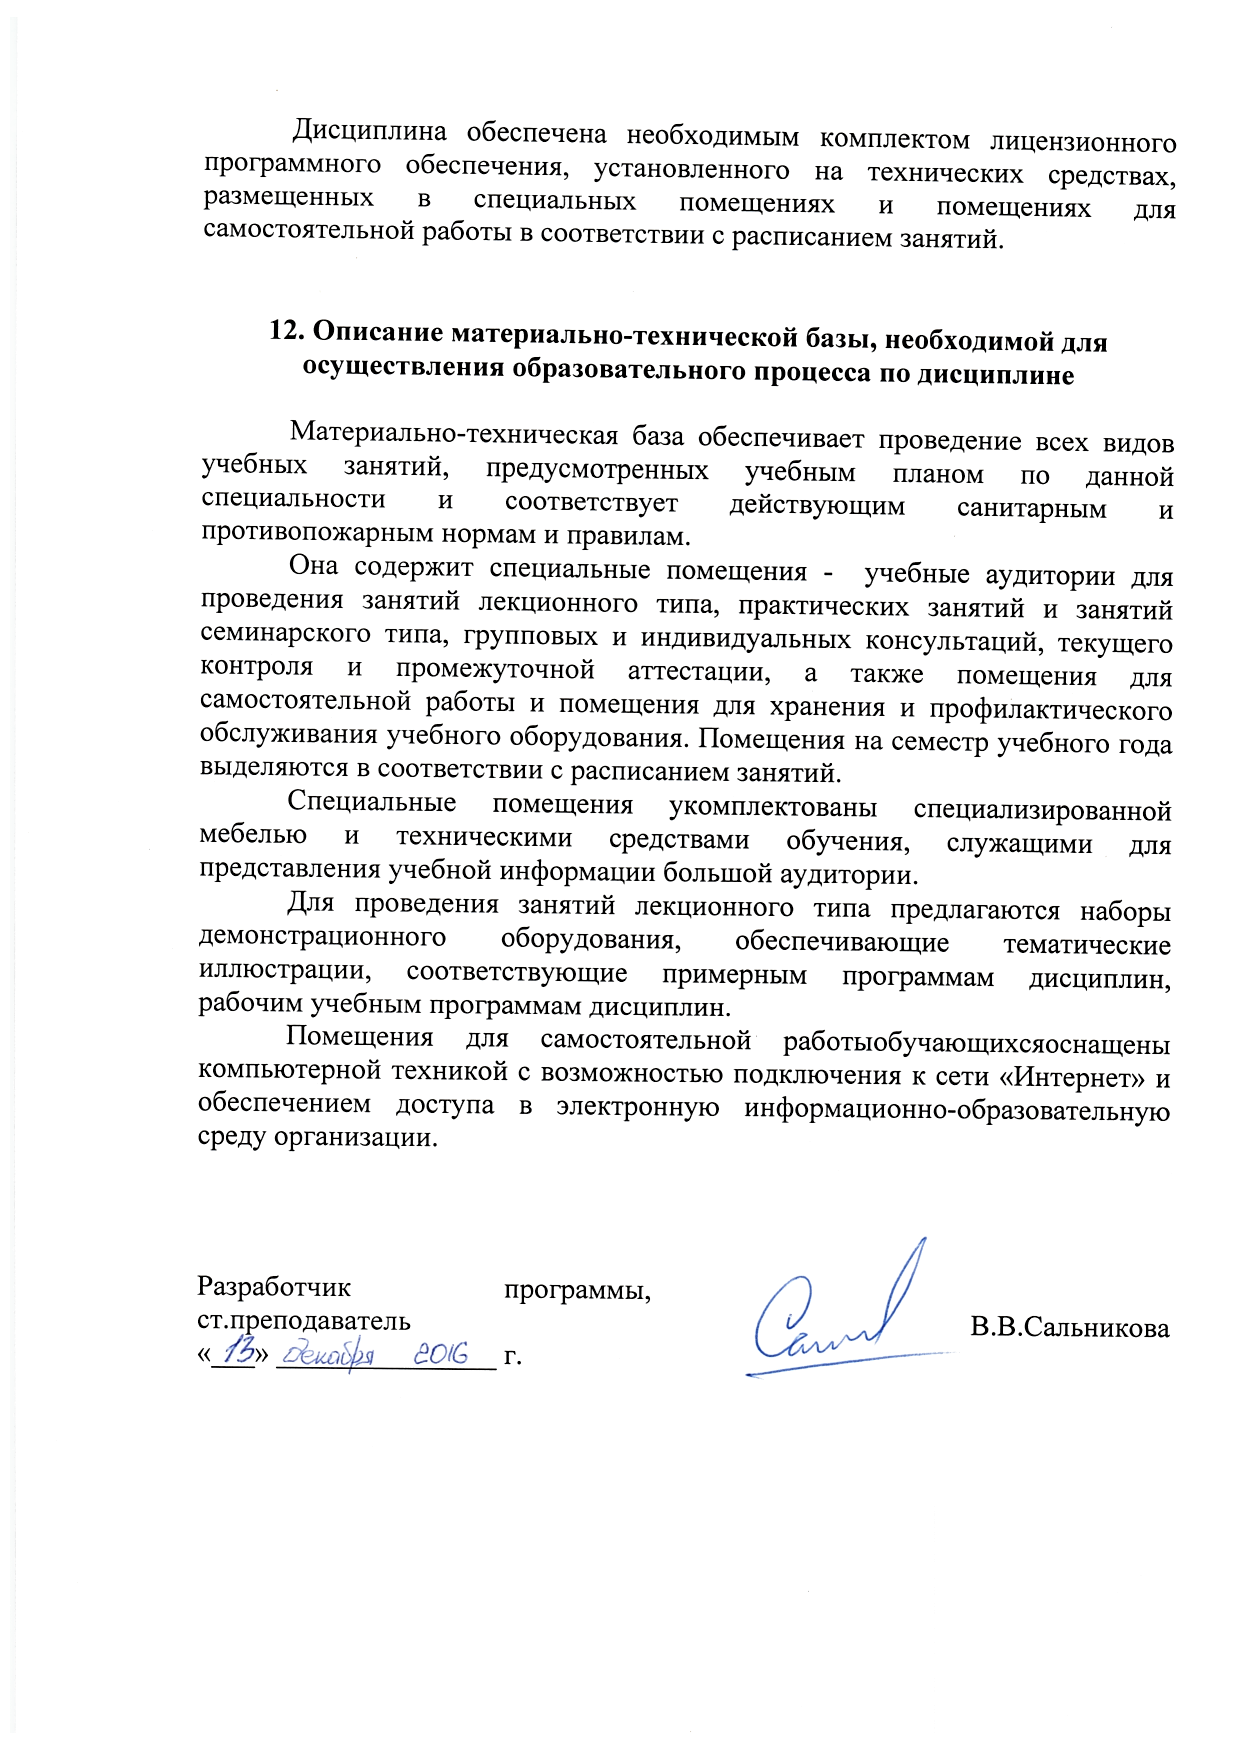 Дисциплина обеспечена необходимым комплектом лицензионного
программного обеспечения, установленного на технических средствах,
размещенных в специальных помещениях и помещениях для
самостоятельной работы в соответствии с расписанием занятий.
12. Описание материально-технической базы, необходимой для
осуществления образовательного процесса по дисциплине
Материально-техническая база обеспечивает проведение всех видов
учебных занятий, предусмотренных учебным планом по данной
специальности и соответствует действующим санитарным и
противопожарным нормам и правилам.
Она содержит специальные помещения - учебные аудитории для
проведения занятий лекционного типа, практических занятий и занятий
семинарского типа, групповых и индивидуальных консультаций, текущего
контроля и промежуточной аттестации, а также помещения для
самостоятельной работы и помещения для хранения и профилактического
обслуживания учебного оборудования. Помещения на семестр учебного года
выделяются в соответствии с расписанием занятий.
Специальные помещения укомплектованы специализированной
мебелью и техническими средствами обучения, служащими для
представления учебной информации большой аудитории.
Для проведения занятий лекционного типа предлагаются наборы
демонстрационного оборудования, обеспечивающие тематические
иллюстрации, соответствующие примерным программам дисциплин,
рабочим учебным программам дисциплин.
Помещения для самостоятельной работыобучающихсяоснащены
компьютерной техникой с возможностью подключения к сети «Интернет» и
обеспечением доступа в электронную информационно-образовательную
среду организации.
Разработчик программы,
ст.преподаватель В.В.Сальникова
«13» декабря 2016 г.